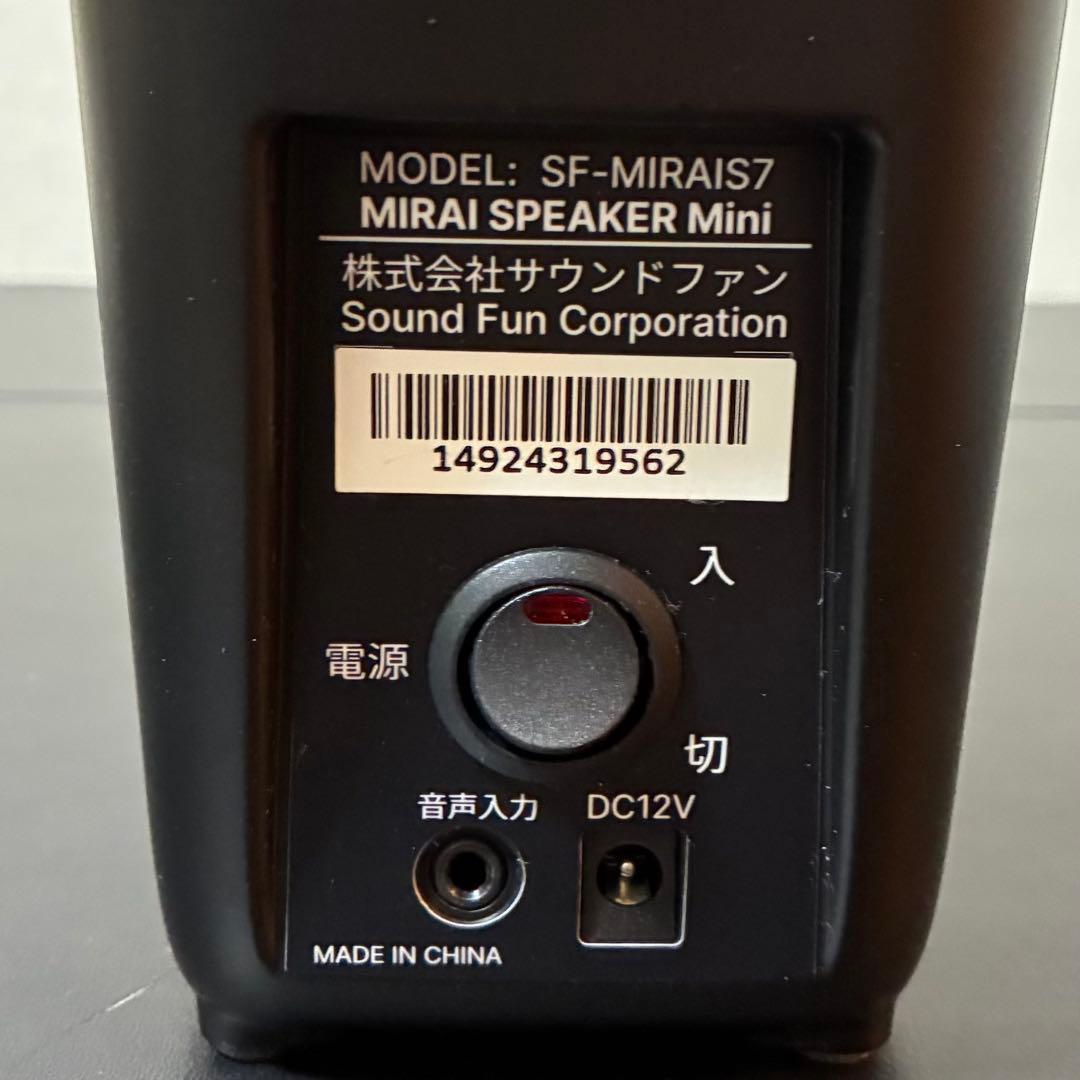 MODEL: SF-MIRAIS7
MIRAI SPEAKER Mini
株式会社サウンドファン
Sound Fun Corporation
14924319562
入
電源
切
音声入力 DC12V
MADE IN CHINA